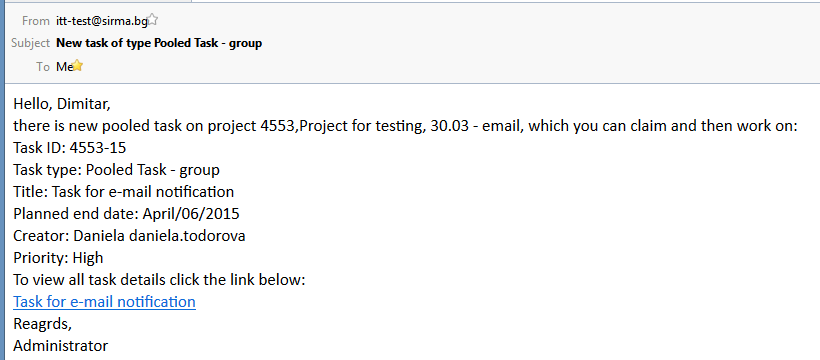 From itt-test@sirma.bg
Subject New task of type Pooled Task - group
To Me
Hello, Dimitar,
there is new pooled task on project 4553,Project for testing, 30.03 - email, which you can claim and then work on:
Task ID: 4553-15
Task type: Pooled Task - group
Title: Task for e-mail notification
Planned end date: April/06/2015
Creator: Daniela daniela.todorova
Priority: High
To view all task details click the link below:
Task for e-mail notification
Reagrds,
Administrator